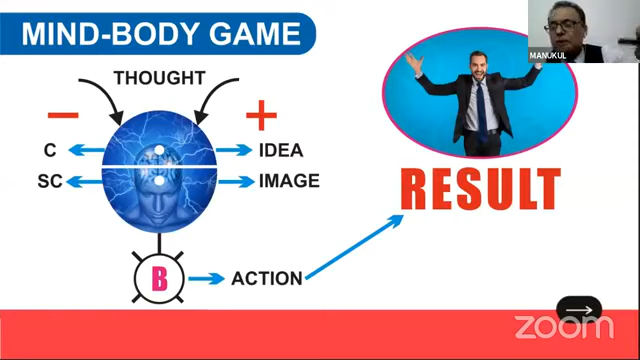 MIND-BODY GAME
MANUKUL
THOUGHT
− +
C IDEA
SC IMAGE
RESULT
B ACTION
zoom